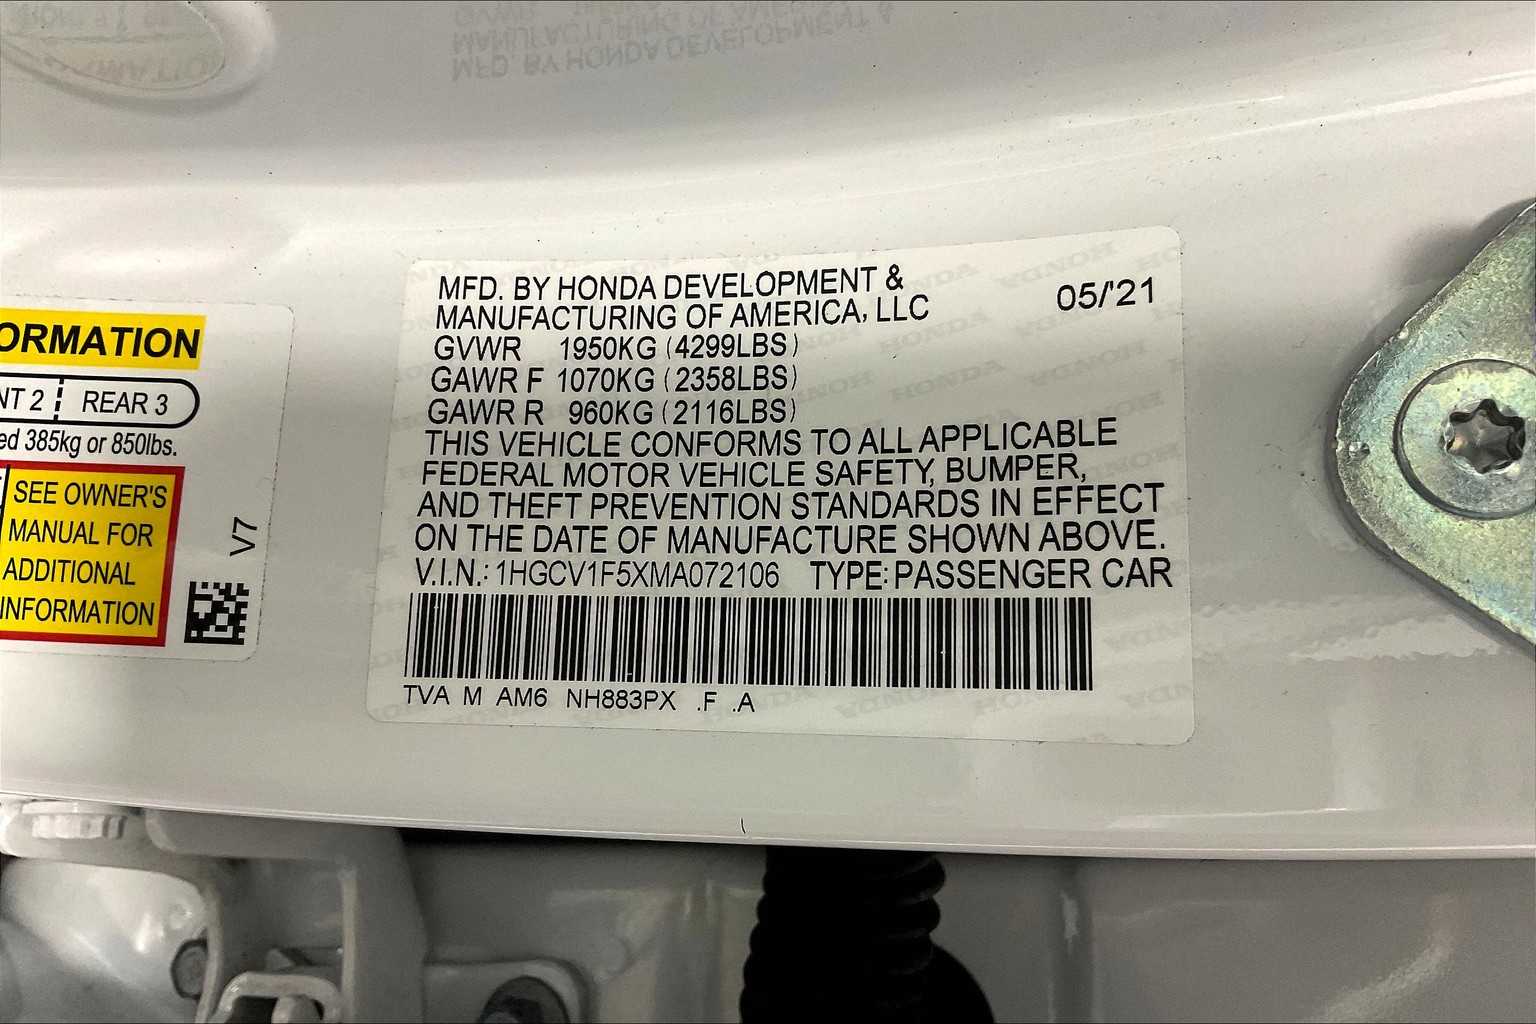 MFD. BY HONDA DEVELOPMENT &
MANUFACTURING OF AMERICA, LLC
05/'21
GVWR 1950KG (4299LBS)
GAWR F 1070KG (2358LBS)
GAWR R 960KG (2116LBS)
THIS VEHICLE CONFORMS TO ALL APPLICABLE
FEDERAL MOTOR VEHICLE SAFETY, BUMPER,
AND THEFT PREVENTION STANDARDS IN EFFECT
ON THE DATE OF MANUFACTURE SHOWN ABOVE.
V.I.N.: 1HGCV1F5XMA072106 TYPE: PASSENGER CAR
TVA M AM6 NH883PX .F .A
ORMATION
NT 2 REAR 3
ed 385kg or 850lbs.
SEE OWNER'S
MANUAL FOR
ADDITIONAL
INFORMATION
V7